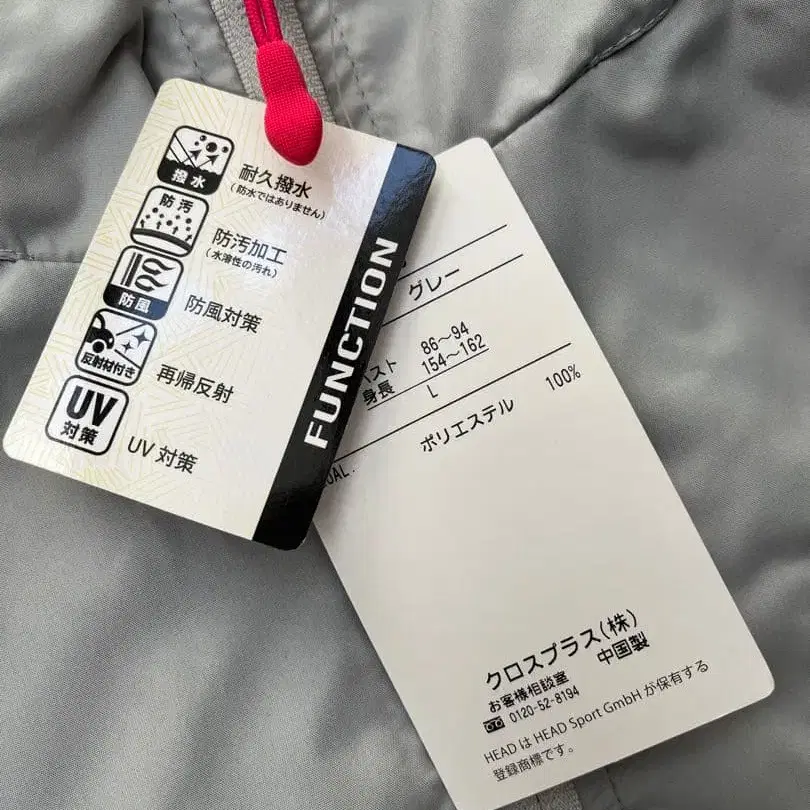 撥水
耐久撥水
(防水ではありません)
防汚
防汚加工
(水溶性の汚れ)
防風
防風対策
反射材付き
再帰反射
UV
対策
UV 対策
FUNCTION
グレー
86～94
身長 154～162
L
ポリエステル 100%
クロスプラス(株)
中国製
お客様相談室
0120-52-8194
HEAD は HEAD Sport GmbH が保有する
登録商標です。